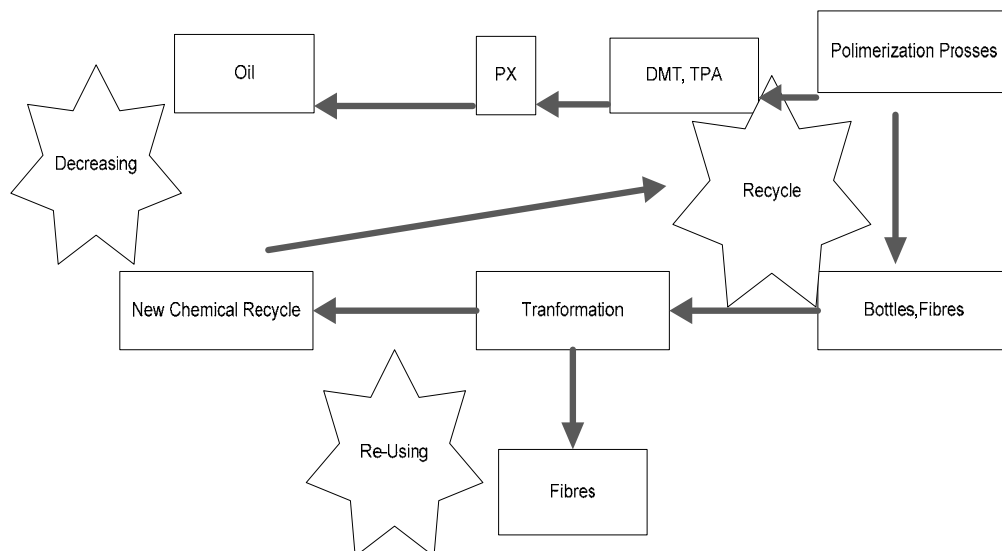 Oil
PX
DMT, TPA
Polimerization Prosses
Decreasing
Recycle
New Chemical Recycle
Tranformation
Bottles,Fibres
Re-Using
Fibres